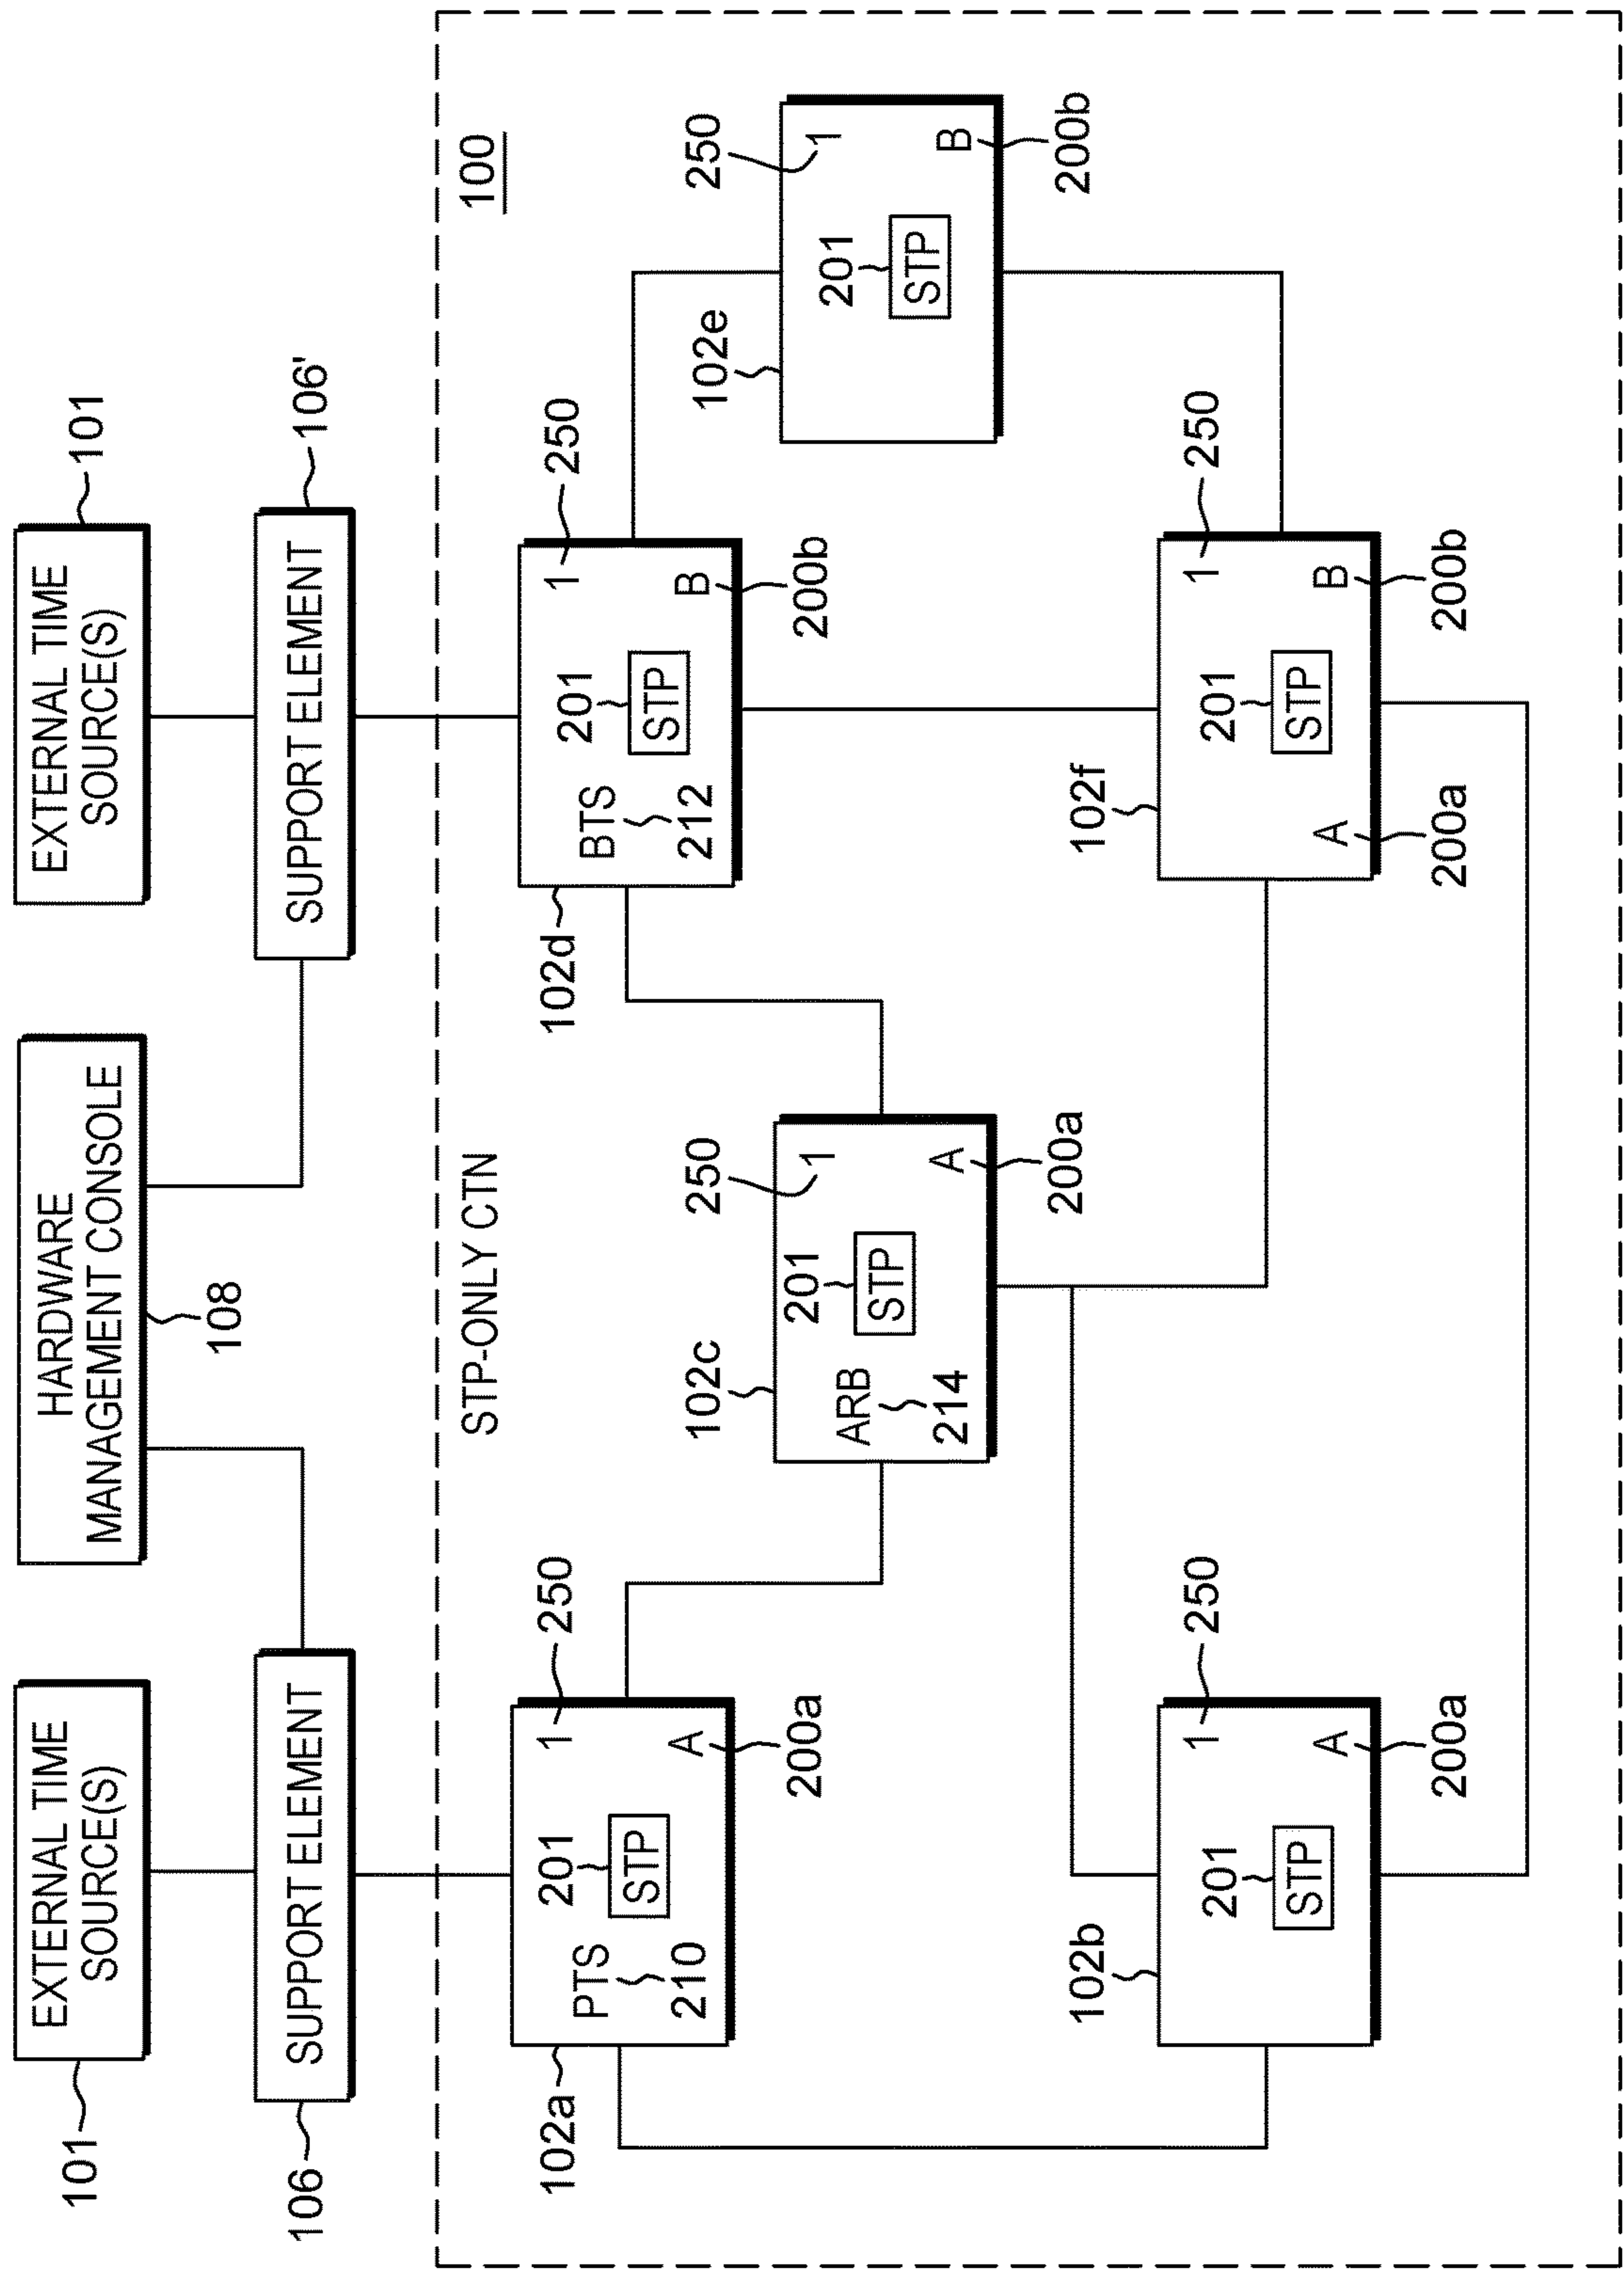 101
EXTERNAL TIME
SOURCE(S)
HARDWARE
MANAGEMENT CONSOLE
108
EXTERNAL TIME
SOURCE(S)
101
106
SUPPORT ELEMENT
SUPPORT ELEMENT
106'
STP-ONLY CTN
100
102a
PTS
210
201
STP
1
250
A
200a
102c
ARB
214
201
STP
250
1
A
200a
102d
BTS
212
201
STP
1
250
B
200b
102e
201
STP
250
1
B
200b
102b
201
STP
1
250
A
200a
102f
A
200a
201
STP
1
250
B
200b